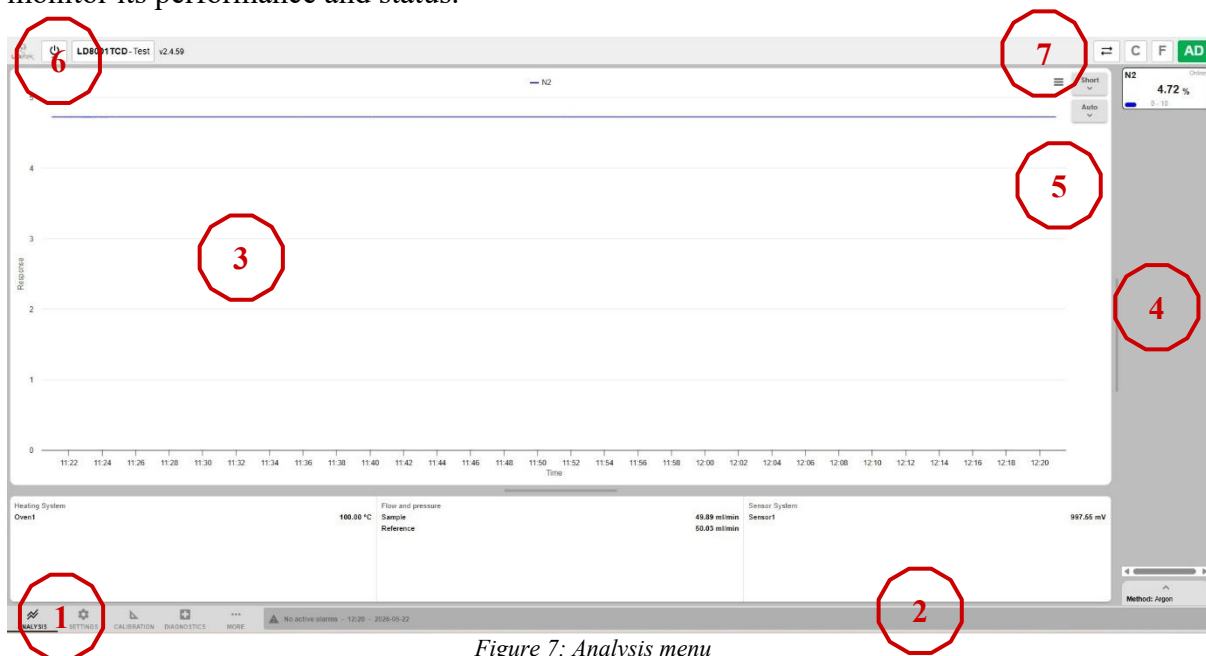 monitor its performance and status.
6
LD8001TCD - Test v2.4.59
7
C F AD
N2
Short
Auto
N2 Online
4.72 %
0 - 10
5
4
3
2
1
0
Response
3
5
4
11:22 11:24 11:26 11:28 11:30 11:32 11:34 11:36 11:38 11:40 11:42 11:44 11:46 11:48 11:50 11:52 11:54 11:56 11:58 12:00 12:02 12:04 12:06 12:08 12:10 12:12 12:14 12:16 12:18 12:20
Time
Heating System
Oven1 100.00 °C
Flow and pressure
Sample 49.89 ml/min
Reference 50.03 ml/min
Sensor System
Sensor1 997.55 mV
Method: Argon
1
ANALYSIS SETTINGS CALIBRATION DIAGNOSTICS MORE
No active alarms - 12:20 - 2026-05-22
2
Figure 7: Analysis menu